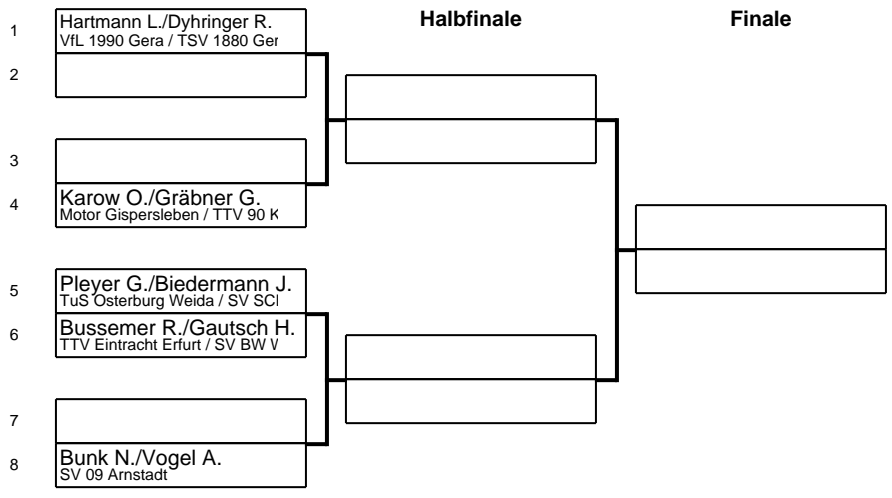 Halbfinale
Finale
1
Hartmann L./Dyhringer R.
VfL 1990 Gera / TSV 1880 Ger
2
3
4
Karow O./Gräbner G.
Motor Gispersleben / TTV 90 K
5
Pleyer G./Biedermann J.
TuS Osterburg Weida / SV
6
Bussemer R./Gautsch H.
TTV Eintracht Erfurt / SV BW
7
8
Bunk N./Vogel A.
SV 09 Arnstadt